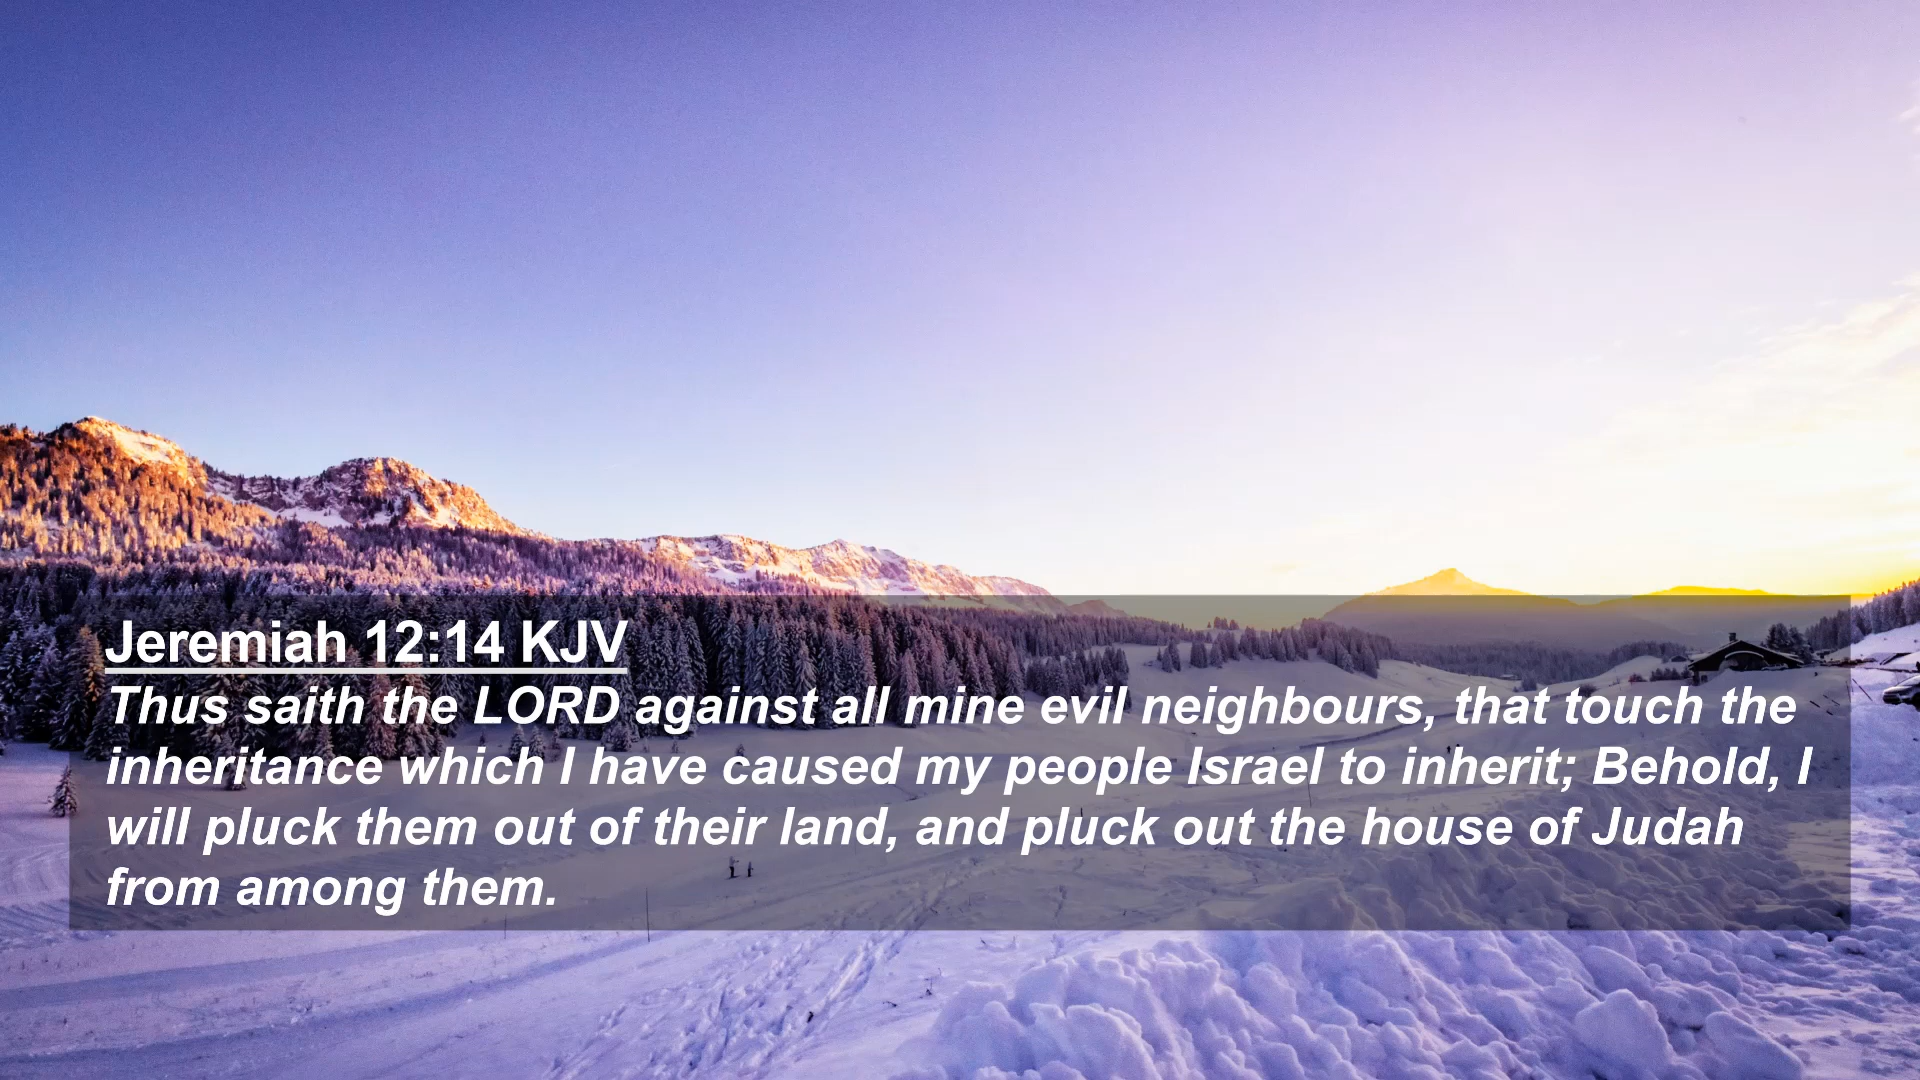 Jeremiah 12:14 KJV
Thus saith the LORD against all mine evil neighbours, that touch the
inheritance which I have caused my people Israel to inherit; Behold, I
will pluck them out of their land, and pluck out the house of Judah
from among them.